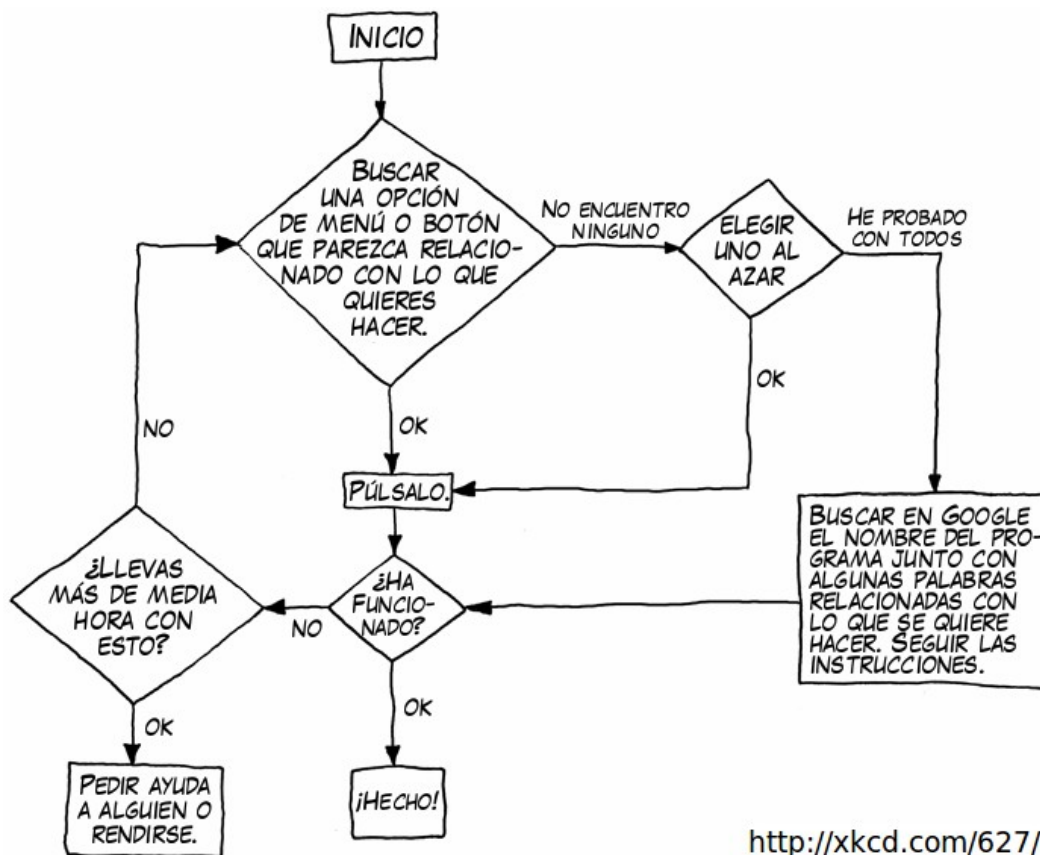 INICIO
BUSCAR
UNA OPCIÓN
DE MENÚ O BOTÓN
QUE PAREZCA RELACIO-
NADO CON LO QUE
QUIERES
HACER.
NO ENCUENTRO
NINGUNO
ELEGIR
UNO AL
AZAR
HE PROBADO
CON TODOS
OK
OK
NO
PÚLSALO.
BUSCAR EN GOOGLE
EL NOMBRE DEL PRO-
GRAMA JUNTO CON
ALGUNAS PALABRAS
RELACIONADAS CON
LO QUE SE QUIERE
HACER. SEGUIR LAS
INSTRUCCIONES.
¿LLEVAS
MÁS DE MEDIA
HORA CON
ESTO?
NO
¿HA
FUNCIO-
NADO?
OK
OK
PEDIR AYUDA
A ALGUIEN O
RENDIRSE.
¡HECHO!
http://xkcd.com/627/